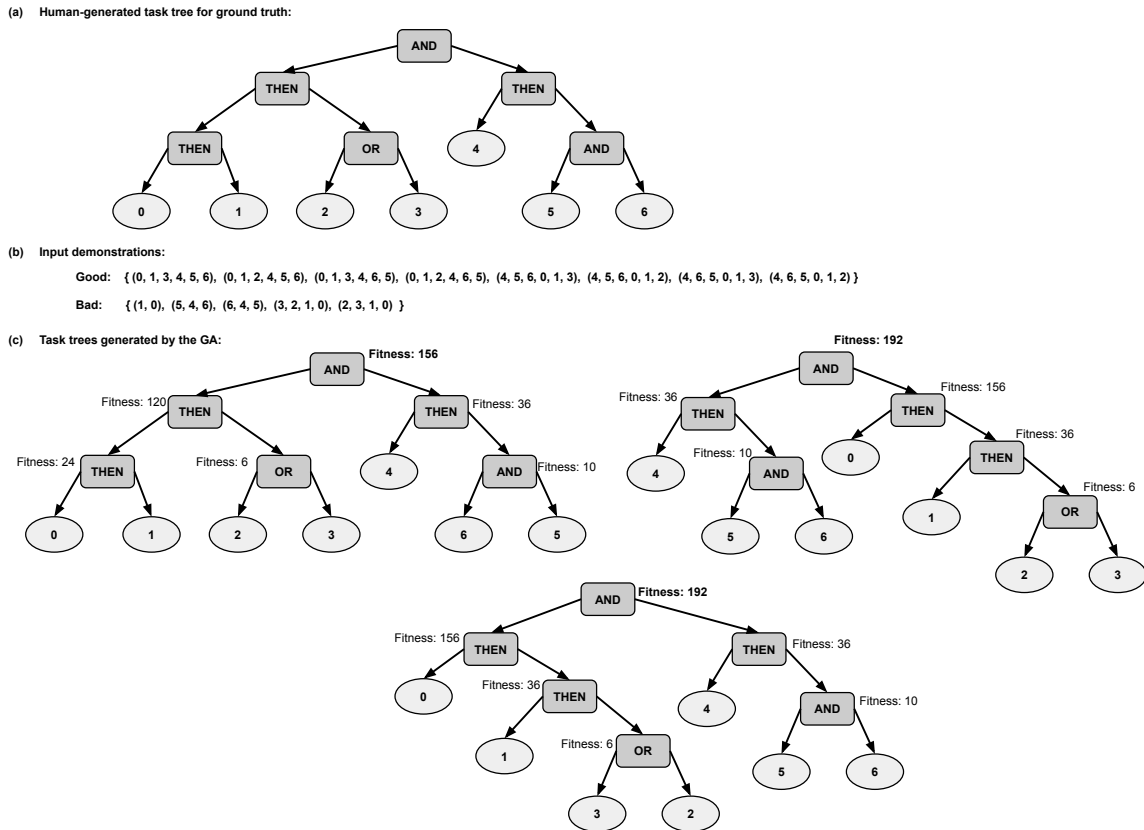 (a) Human-generated task tree for ground truth:
AND
THEN THEN
THEN OR 4 AND
0 1 2 3 5 6
(b) Input demonstrations:
Good: { (0, 1, 3, 4, 5, 6), (0, 1, 2, 4, 5, 6), (0, 1, 3, 4, 6, 5), (0, 1, 2, 4, 6, 5), (4, 5, 6, 0, 1, 3), (4, 5, 6, 0, 1, 2), (4, 6, 5, 0, 1, 3), (4, 6, 5, 0, 1, 2) }
Bad: { (1, 0), (5, 4, 6), (6, 4, 5), (3, 2, 1, 0), (2, 3, 1, 0) }
(c) Task trees generated by the GA:
Fitness: 156
AND
Fitness: 120 THEN THEN Fitness: 36
Fitness: 24 THEN Fitness: 6 OR 4 AND Fitness: 10
0 1 2 3 6 5
Fitness: 192
AND
Fitness: 156
Fitness: 36 THEN THEN
Fitness: 36
4 Fitness: 10 AND 0 THEN
Fitness: 6
5 6 1 OR
2 3
Fitness: 192
AND
Fitness: 156 THEN THEN Fitness: 36
0 Fitness: 36 THEN 4 AND Fitness: 10
1 Fitness: 6 OR 5 6
3 2